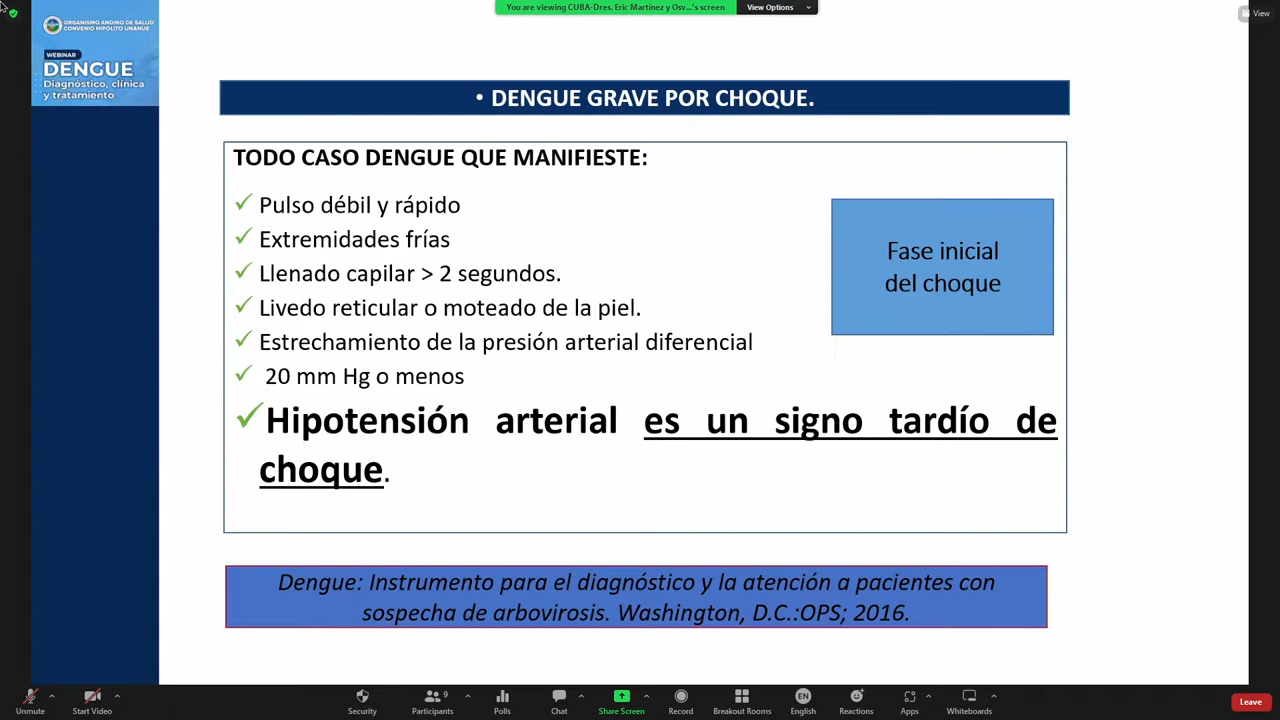 You are viewing CUBA-Dres. Eric Martínez y Osv...'s screen
View Options
View
ORGANISMO ANDINO DE SALUD
CONVENIO HIPÓLITO UNANUE
WEBINAR
DENGUE
Diagnóstico, clínica
y tratamiento
• DENGUE GRAVE POR CHOQUE.
TODO CASO DENGUE QUE MANIFIESTE:
✓ Pulso débil y rápido
✓ Extremidades frías
✓ Llenado capilar > 2 segundos.
✓ Livedo reticular o moteado de la piel.
✓ Estrechamiento de la presión arterial diferencial
✓ 20 mm Hg o menos
✓ Hipotensión arterial es un signo tardío de
choque.
Fase inicial
del choque
Dengue: Instrumento para el diagnóstico y la atención a pacientes con
sospecha de arbovirosis. Washington, D.C.:OPS; 2016.
Unmute
Start Video
Security
9
Participants
Polls
Chat
Share Screen
Record
Breakout Rooms
EN
English
Reactions
Apps
Whiteboards
Leave